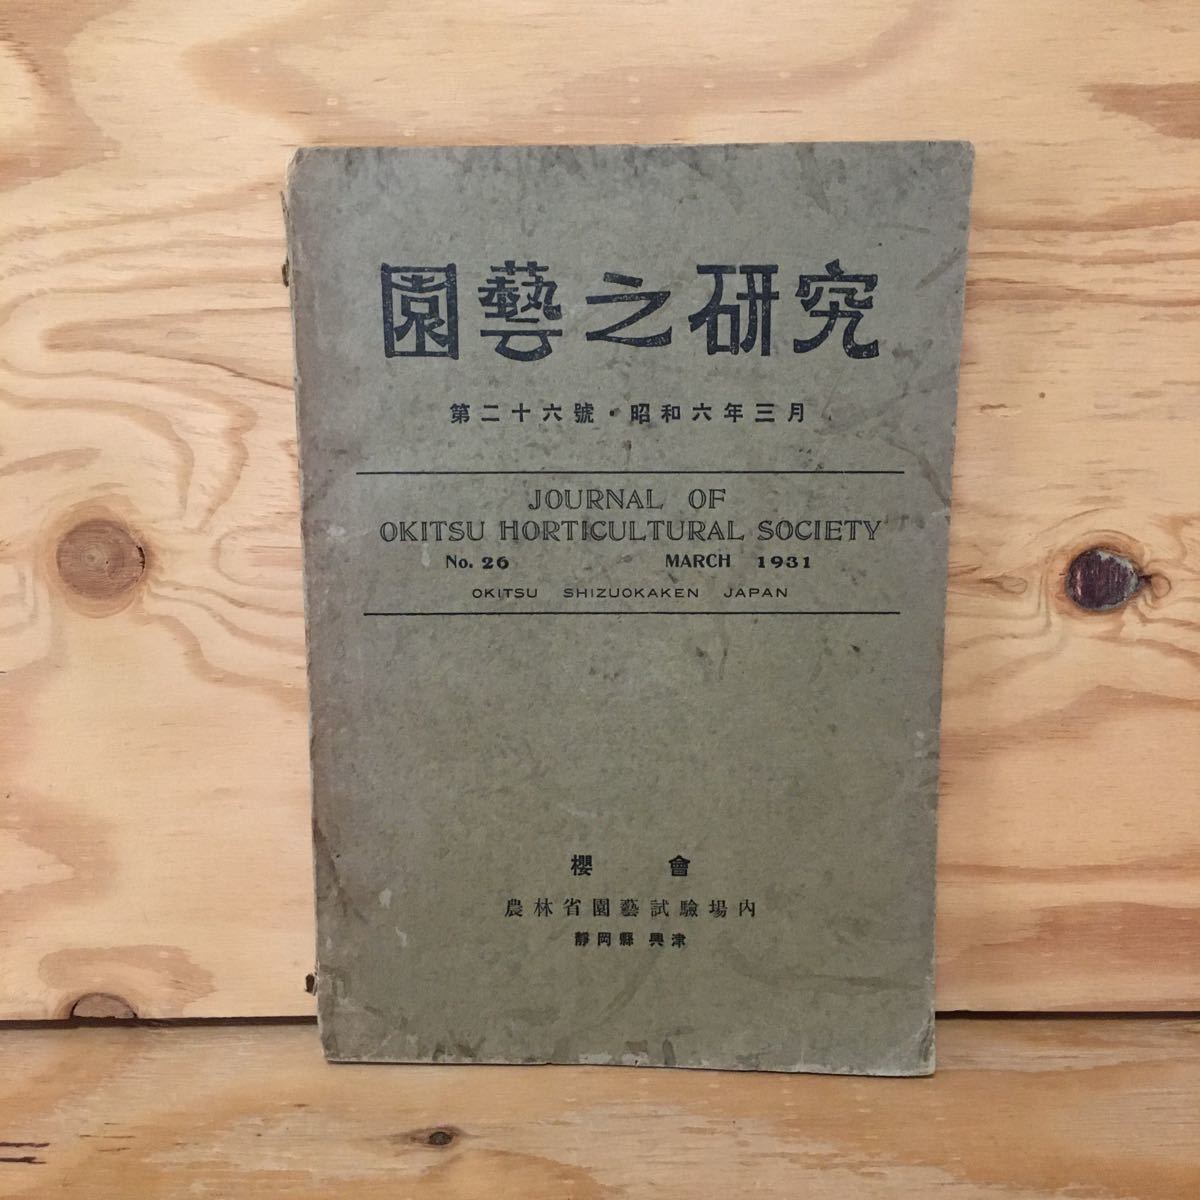 園藝之硏究
第二十六號・昭和六年三月
JOURNAL OF
OKITSU HORTICULTURAL SOCIETY
No. 26 MARCH 1931
OKITSU SHIZUOKAKEN JAPAN
櫻會
農林省園藝試驗場內
靜岡縣 興津